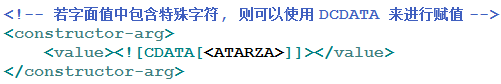 <!-- 若字面值中包含特殊字符, 则可以使用 DCDATA 来进行赋值 -->
<constructor-arg>
    <value><![CDATA[<ATARZA>]]></value>
</constructor-arg>